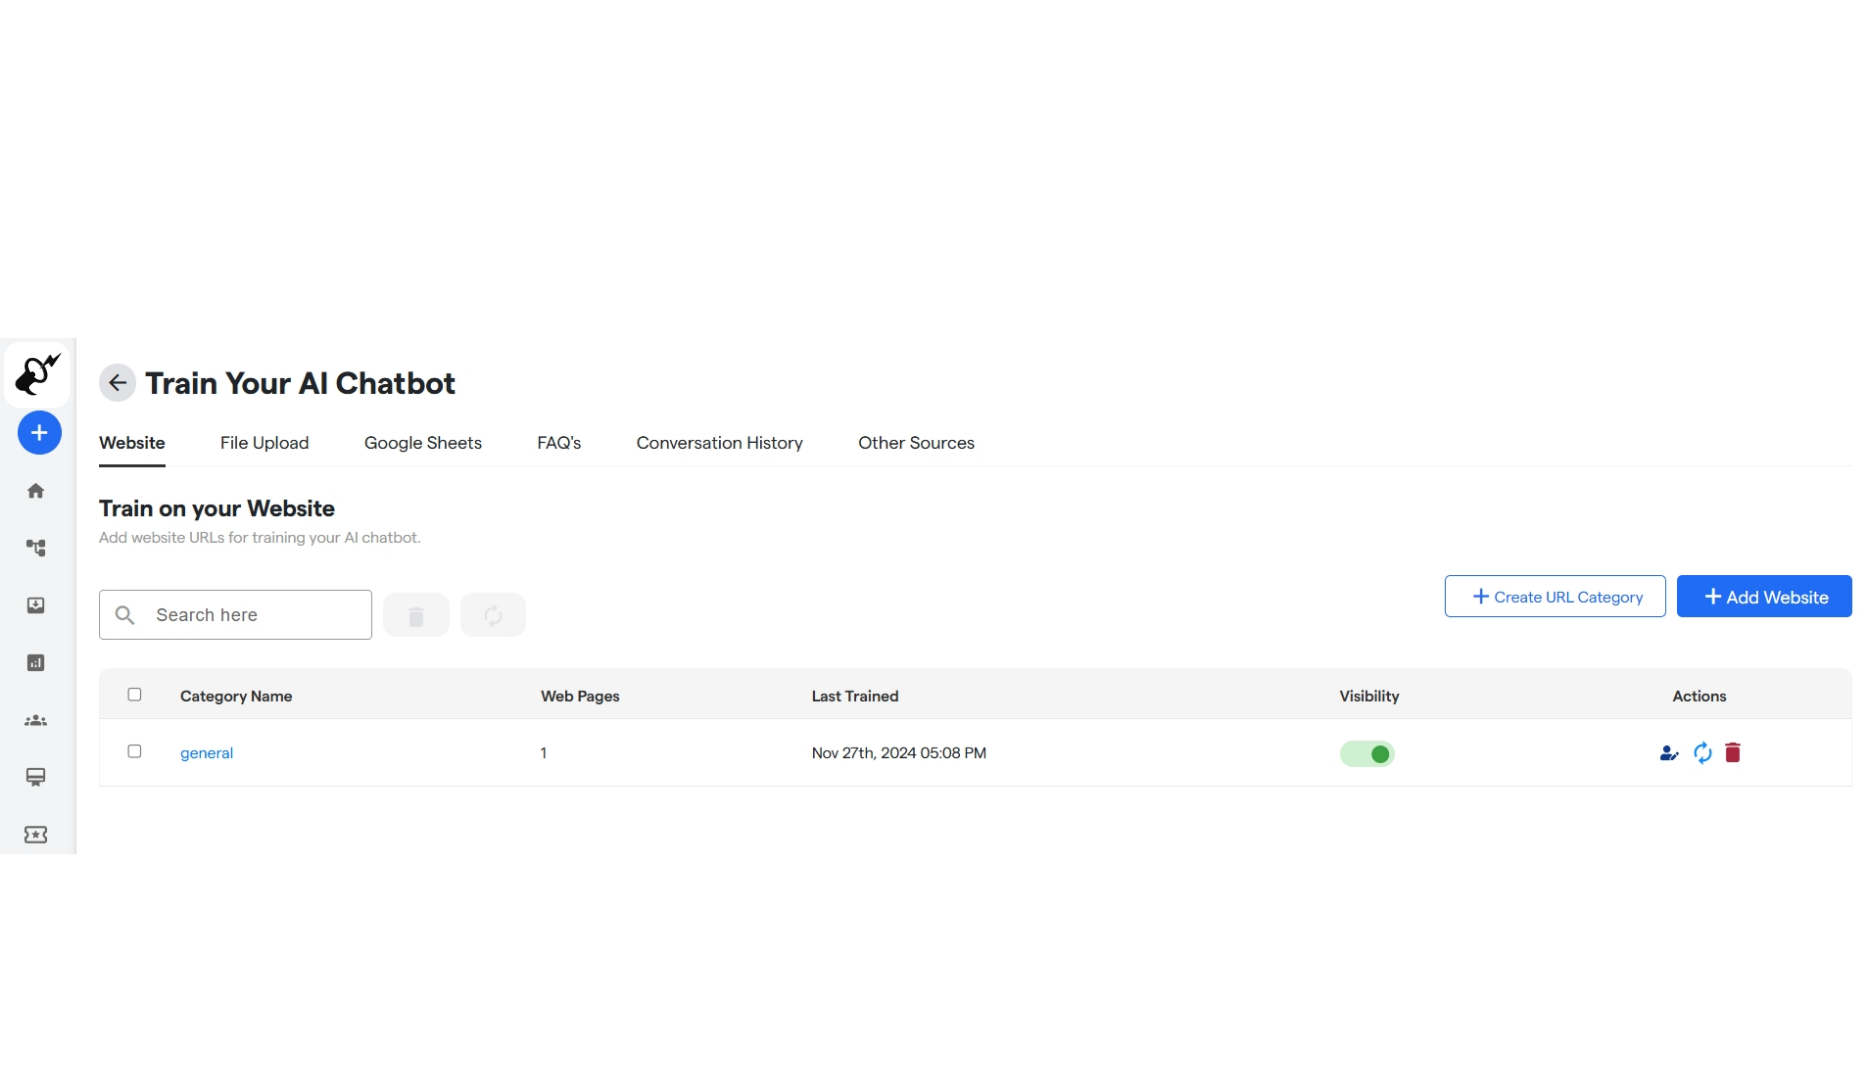 Train Your AI Chatbot
Website File Upload Google Sheets FAQ's Conversation History Other Sources
Train on your Website
Add website URLs for training your AI chatbot.
Search here
+ Create URL Category + Add Website
Category Name Web Pages Last Trained Visibility Actions
general 1 Nov 27th, 2024 05:08 PM